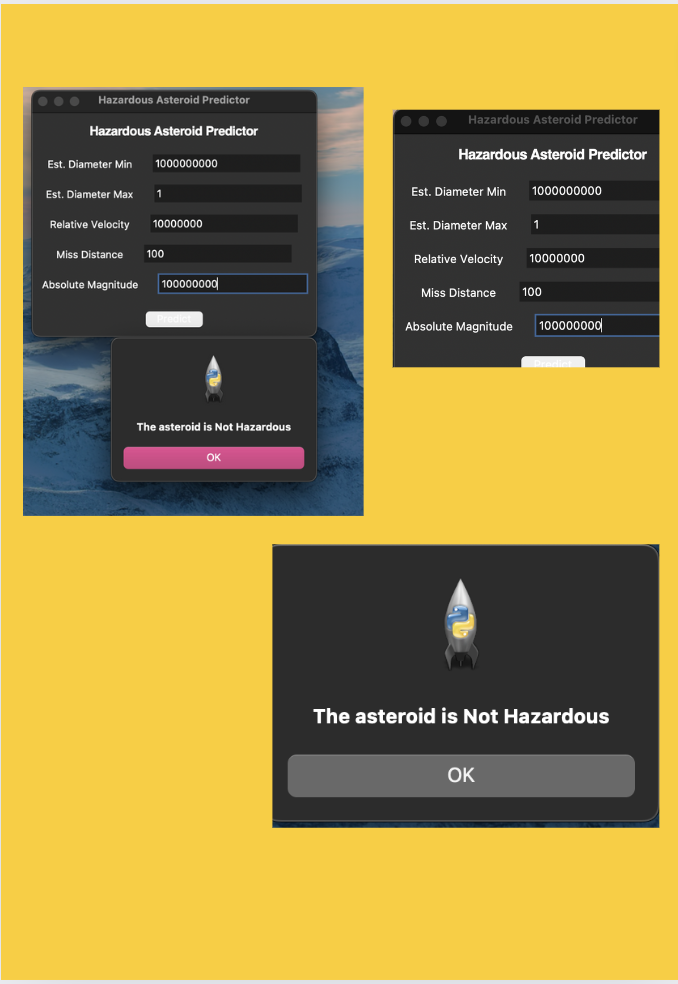 Hazardous Asteroid Predictor
Hazardous Asteroid Predictor
Est. Diameter Min 1000000000
Est. Diameter Max 1
Relative Velocity 10000000
Miss Distance 100
Absolute Magnitude 100000000
Predict
The asteroid is Not Hazardous
OK
Hazardous Asteroid Predictor
Hazardous Asteroid Predictor
Est. Diameter Min 1000000000
Est. Diameter Max 1
Relative Velocity 10000000
Miss Distance 100
Absolute Magnitude 100000000
Predict
The asteroid is Not Hazardous
OK